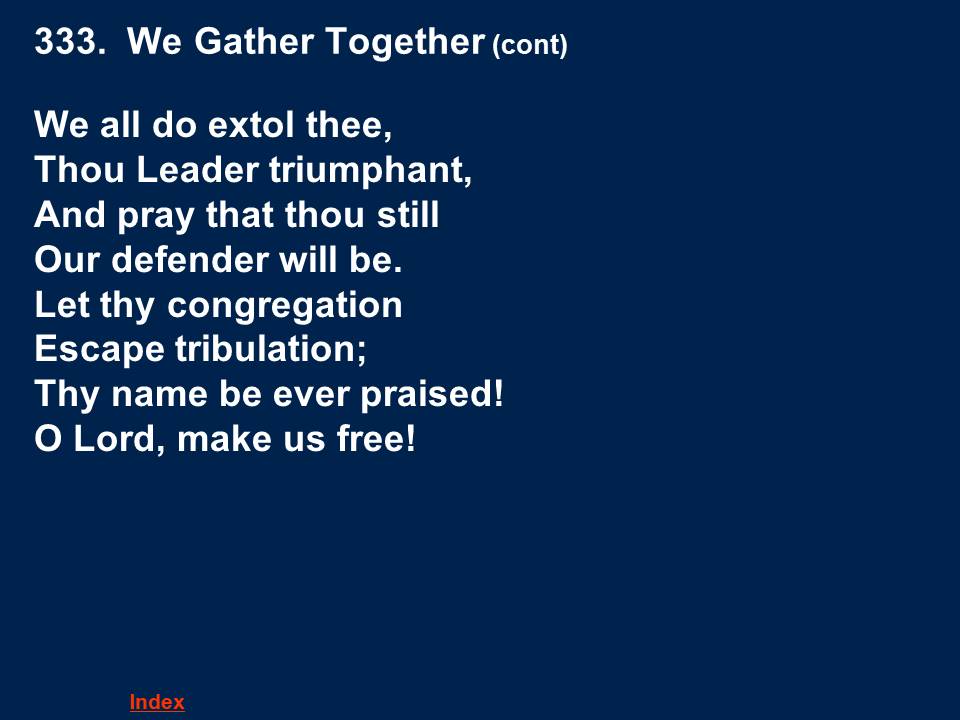 333. We Gather Together (cont)
We all do extol thee,
Thou Leader triumphant,
And pray that thou still
Our defender will be.
Let thy congregation
Escape tribulation;
Thy name be ever praised!
O Lord, make us free!
Index